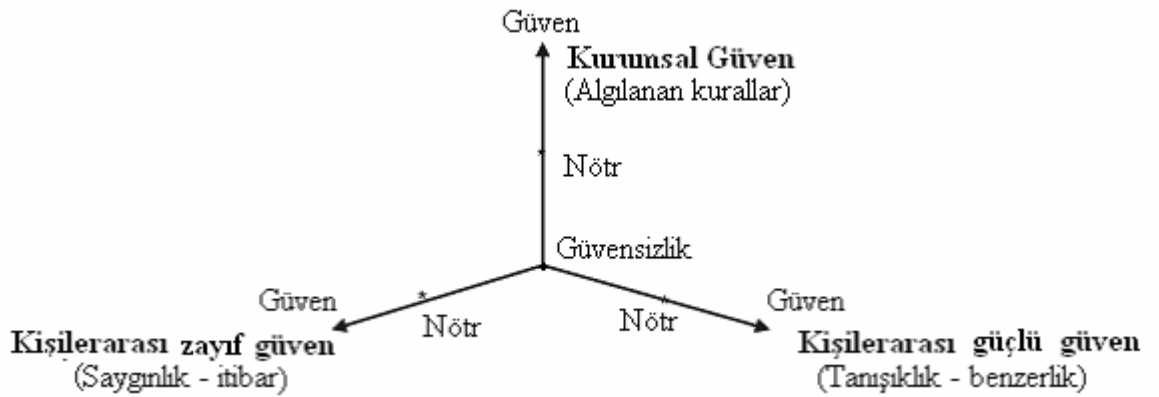 Güven
Kurumsal Güven
(Algılanan kurallar)
Nötr
Güvensizlik
Güven
Nötr
Nötr
Güven
Kişilerarası zayıf güven
(Saygınlık - itibar)
Kişilerarası güçlü güven
(Tanışıklık - benzerlik)